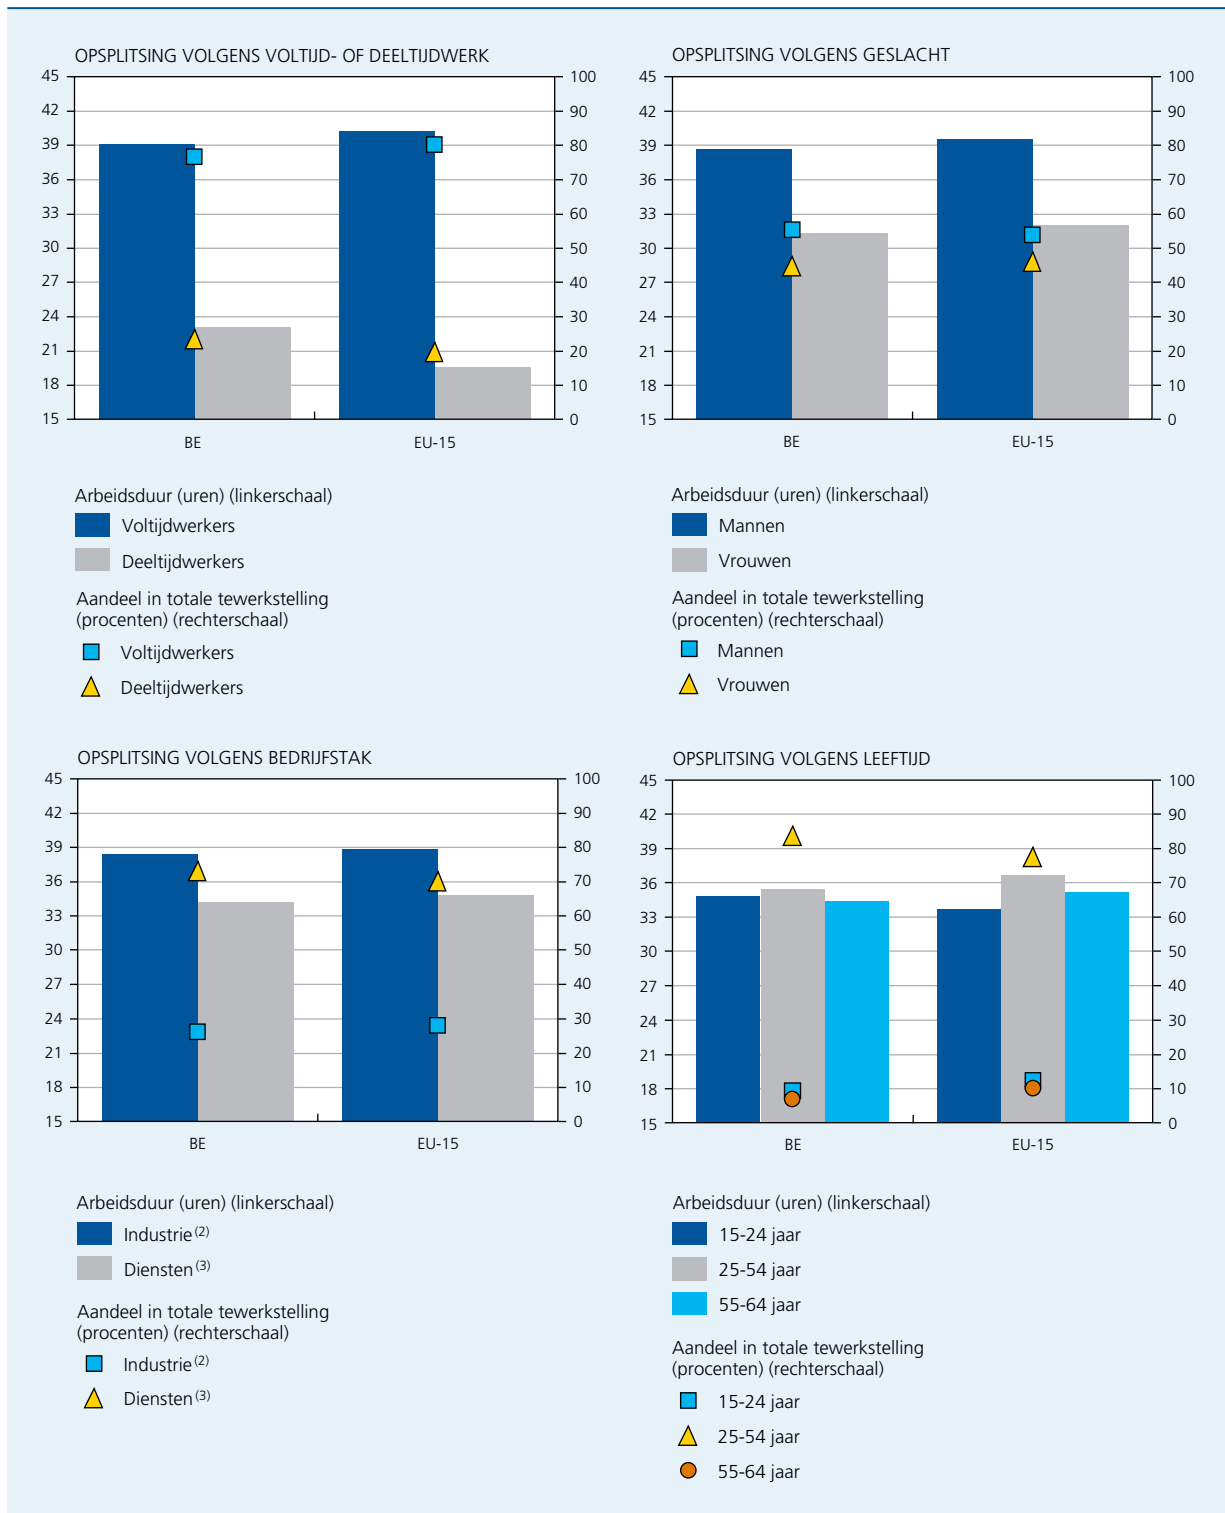 OPSPLITSING VOLGENS VOLTIJD- OF DEELTIJDWERK
45
42
39
36
33
30
27
24
21
18
15
100
90
80
70
60
50
40
30
20
10
0
BE
EU-15
Arbeidsduur (uren) (linkerschaal)
Voltijdwerkers
Deeltijdwerkers
Aandeel in totale tewerkstelling
(procenten) (rechterschaal)
Voltijdwerkers
Deeltijdwerkers
OPSPLITSING VOLGENS GESLACHT
45
42
39
36
33
30
27
24
21
18
15
100
90
80
70
60
50
40
30
20
10
0
BE
EU-15
Arbeidsduur (uren) (linkerschaal)
Mannen
Vrouwen
Aandeel in totale tewerkstelling
(procenten) (rechterschaal)
Mannen
Vrouwen
OPSPLITSING VOLGENS BEDRIJFSTAK
45
42
39
36
33
30
27
24
21
18
15
100
90
80
70
60
50
40
30
20
10
0
BE
EU-15
Arbeidsduur (uren) (linkerschaal)
Industrie (2)
Diensten (3)
Aandeel in totale tewerkstelling
(procenten) (rechterschaal)
Industrie (2)
Diensten (3)
OPSPLITSING VOLGENS LEEFTIJD
45
42
39
36
33
30
27
24
21
18
15
100
90
80
70
60
50
40
30
20
10
0
BE
EU-15
Arbeidsduur (uren) (linkerschaal)
15-24 jaar
25-54 jaar
55-64 jaar
Aandeel in totale tewerkstelling
(procenten) (rechterschaal)
15-24 jaar
25-54 jaar
55-64 jaar